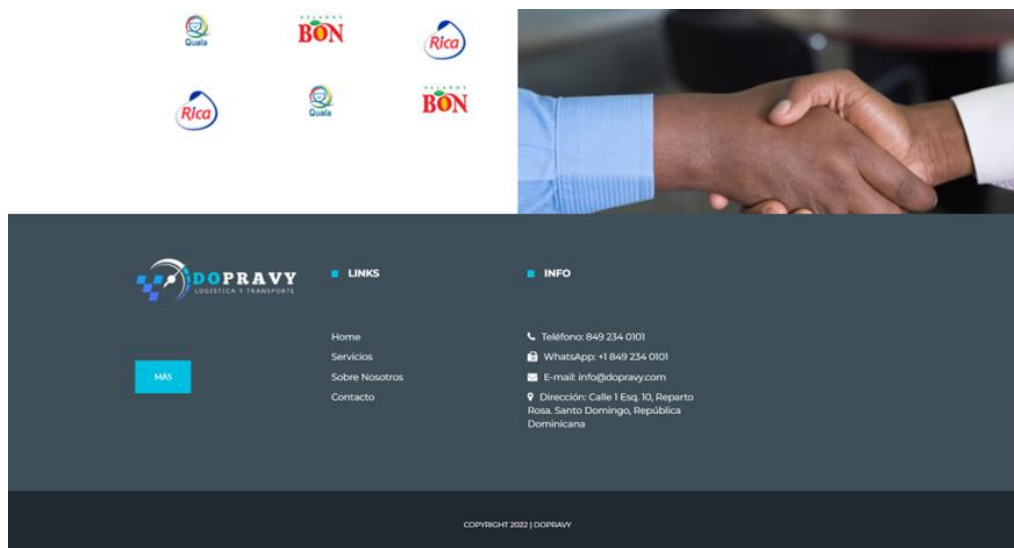 Quala
HELADOS
BON
Rica
Rica
Quala
HELADOS
BON
DOPRAVY
LOGISTICA Y TRANSPORTE
MÁS
LINKS
Home
Servicios
Sobre Nosotros
Contacto
INFO
Teléfono: 849 234 0101
WhatsApp: +1 849 234 0101
E-mail: info@dopravy.com
Dirección: Calle 1 Esq. 10, Reparto
Rosa. Santo Domingo, República
Dominicana
COPYRIGHT 2022 | DOPRAVY